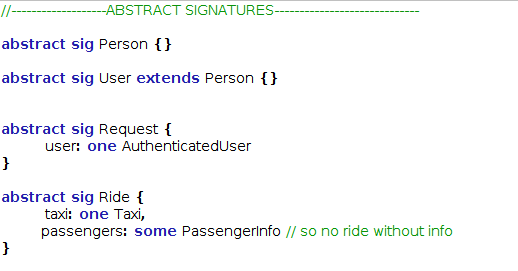 //---------------------ABSTRACT SIGNATURES--------------------------------
abstract sig Person {}
abstract sig User extends Person {}
abstract sig Request {
user: one AuthenticatedUser
}
abstract sig Ride {
taxi: one Taxi,
passengers: some PassengerInfo // so no ride without info
}